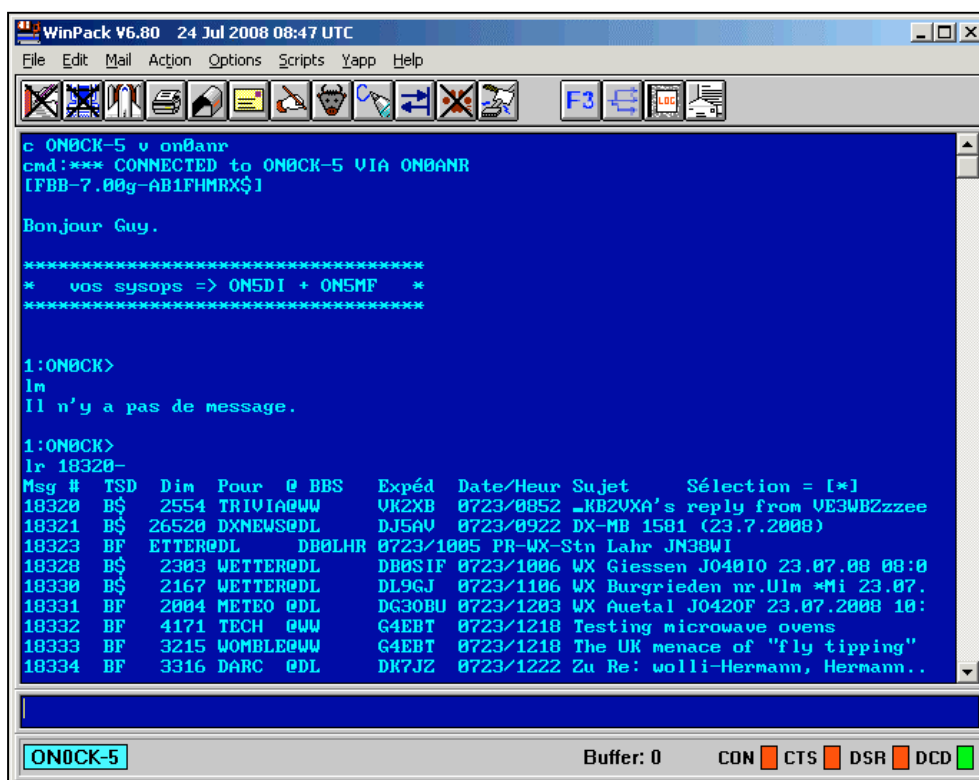 WinPack V6.80 24 Jul 2008 08:47 UTC
File Edit Mail Action Options Scripts Yapp Help
C F3 LOG
c ON0CK-5 v on0anr
cmd:*** CONNECTED to ON0CK-5 VIA ON0ANR
[FBB-7.00g-AB1FHMRX$]
Bonjour Guy.
***********************************
* vos sysops => ON5DI + ON5MF *
***********************************
1:ON0CK>
lm
Il n'y a pas de message.
1:ON0CK>
lr 18320-
Msg # TSD Dim Pour @ BBS Expéd Date/Heur Sujet Sélection = [*]
18320 B$ 2554 TRIVIA@WW VK2XB 0723/0852 _KB2VXA's reply from VE3WBZzzee
18321 B$ 26520 DXNEWS@DL DJ5AV 0723/0922 DX-MB 1581 (23.7.2008)
18323 BF ETTER@DL DB0LHR 0723/1005 PR-WX-Stn Lahr JN38WI
18328 B$ 2303 WETTER@DL DB0SIF 0723/1006 WX Giessen JO40IO 23.07.08 08:0
18330 B$ 2167 WETTER@DL DL9GJ 0723/1106 WX Burgrieden nr.Ulm *Mi 23.07.
18331 BF 2004 METEO @DL DG3OBU 0723/1203 WX Auetal JO42OF 23.07.2008 10:
18332 BF 4171 TECH @WW G4EBT 0723/1218 Testing microwave ovens
18333 BF 3215 WOMBLE@WW G4EBT 0723/1218 The UK menace of "fly tipping"
18334 BF 3316 DARC @DL DK7JZ 0723/1222 Zu Re: wolli-Hermann, Hermann..
ON0CK-5 Buffer: 0 CON CTS DSR DCD